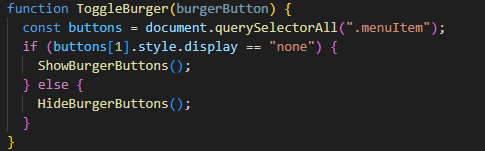 function ToggleBurger(burgerButton) {
  const buttons = document.querySelectorAll(".menuItem");
  if (buttons[1].style.display == "none") {
    ShowBurgerButtons();
  } else {
    HideBurgerButtons();
  }
}